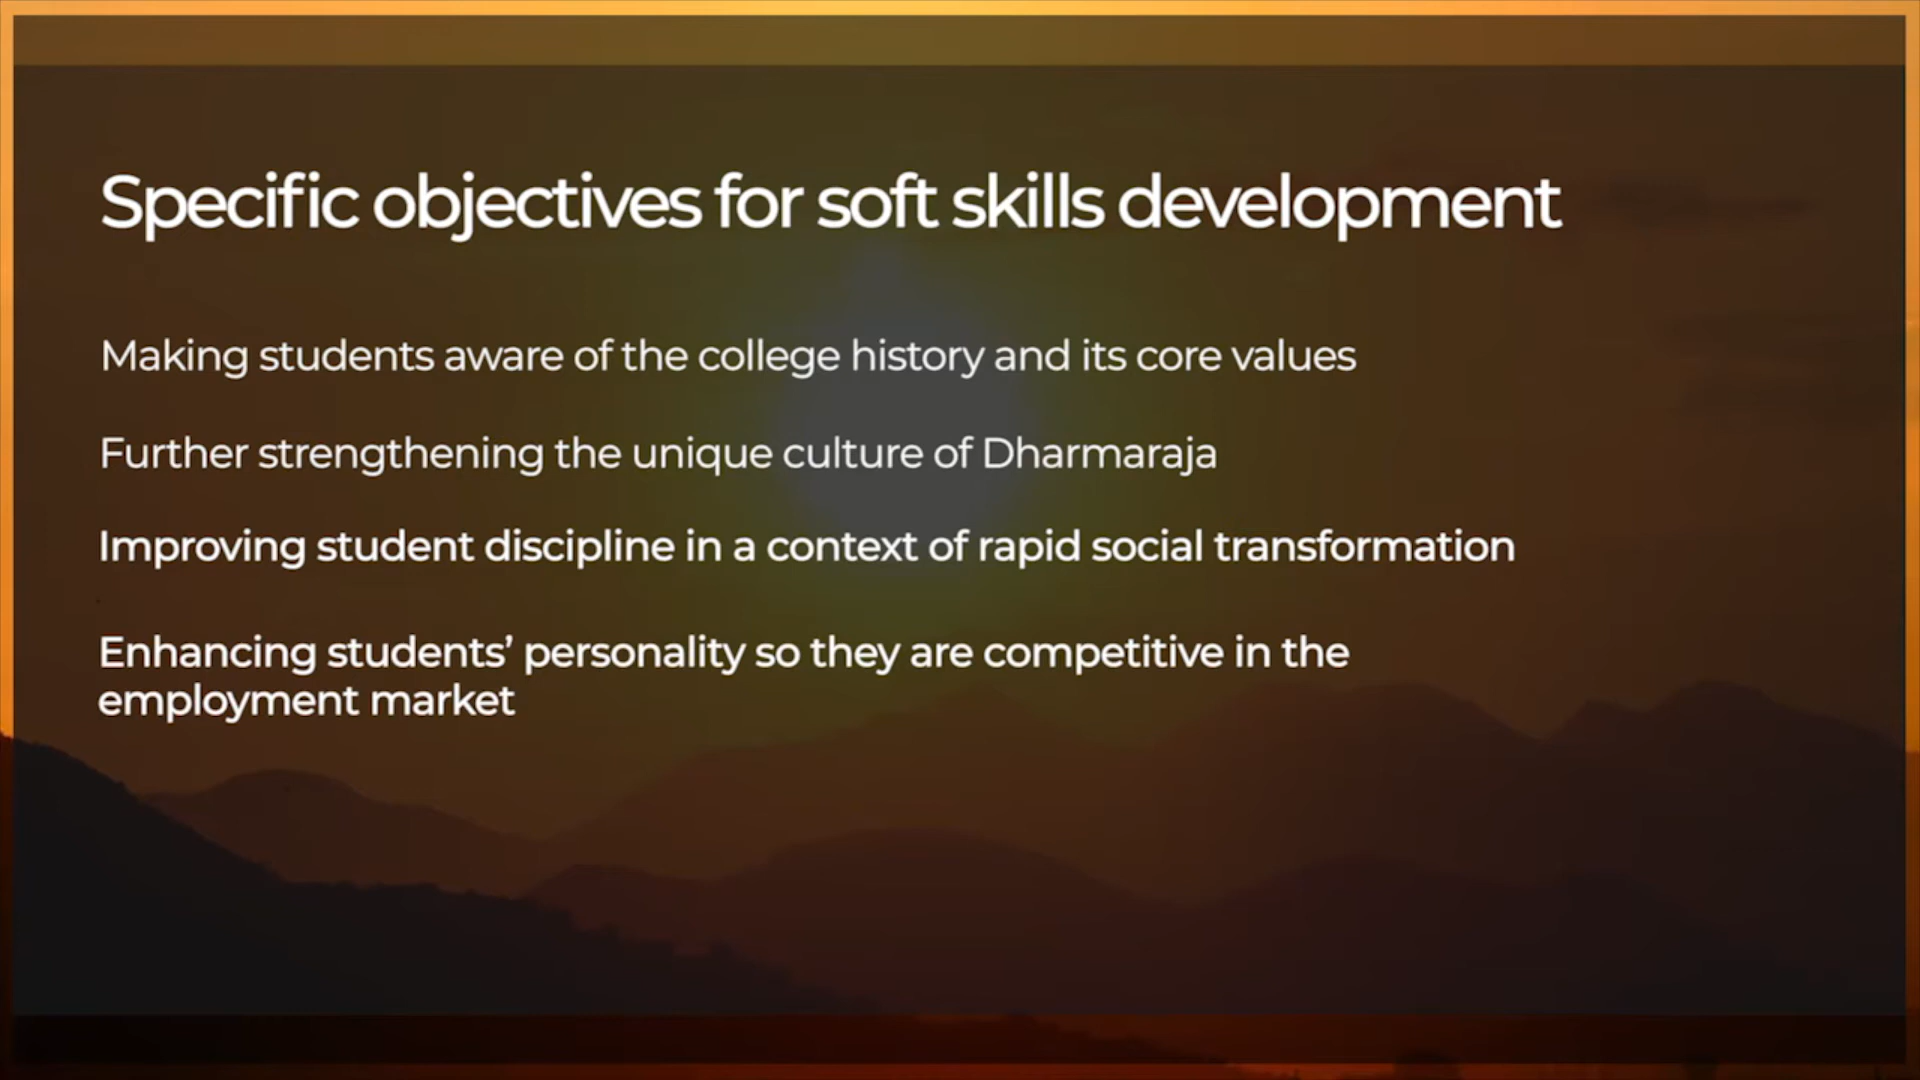 Specific objectives for soft skills development
Making students aware of the college history and its core values
Further strengthening the unique culture of Dharmaraja
Improving student discipline in a context of rapid social transformation
Enhancing students’ personality so they are competitive in the
employment market